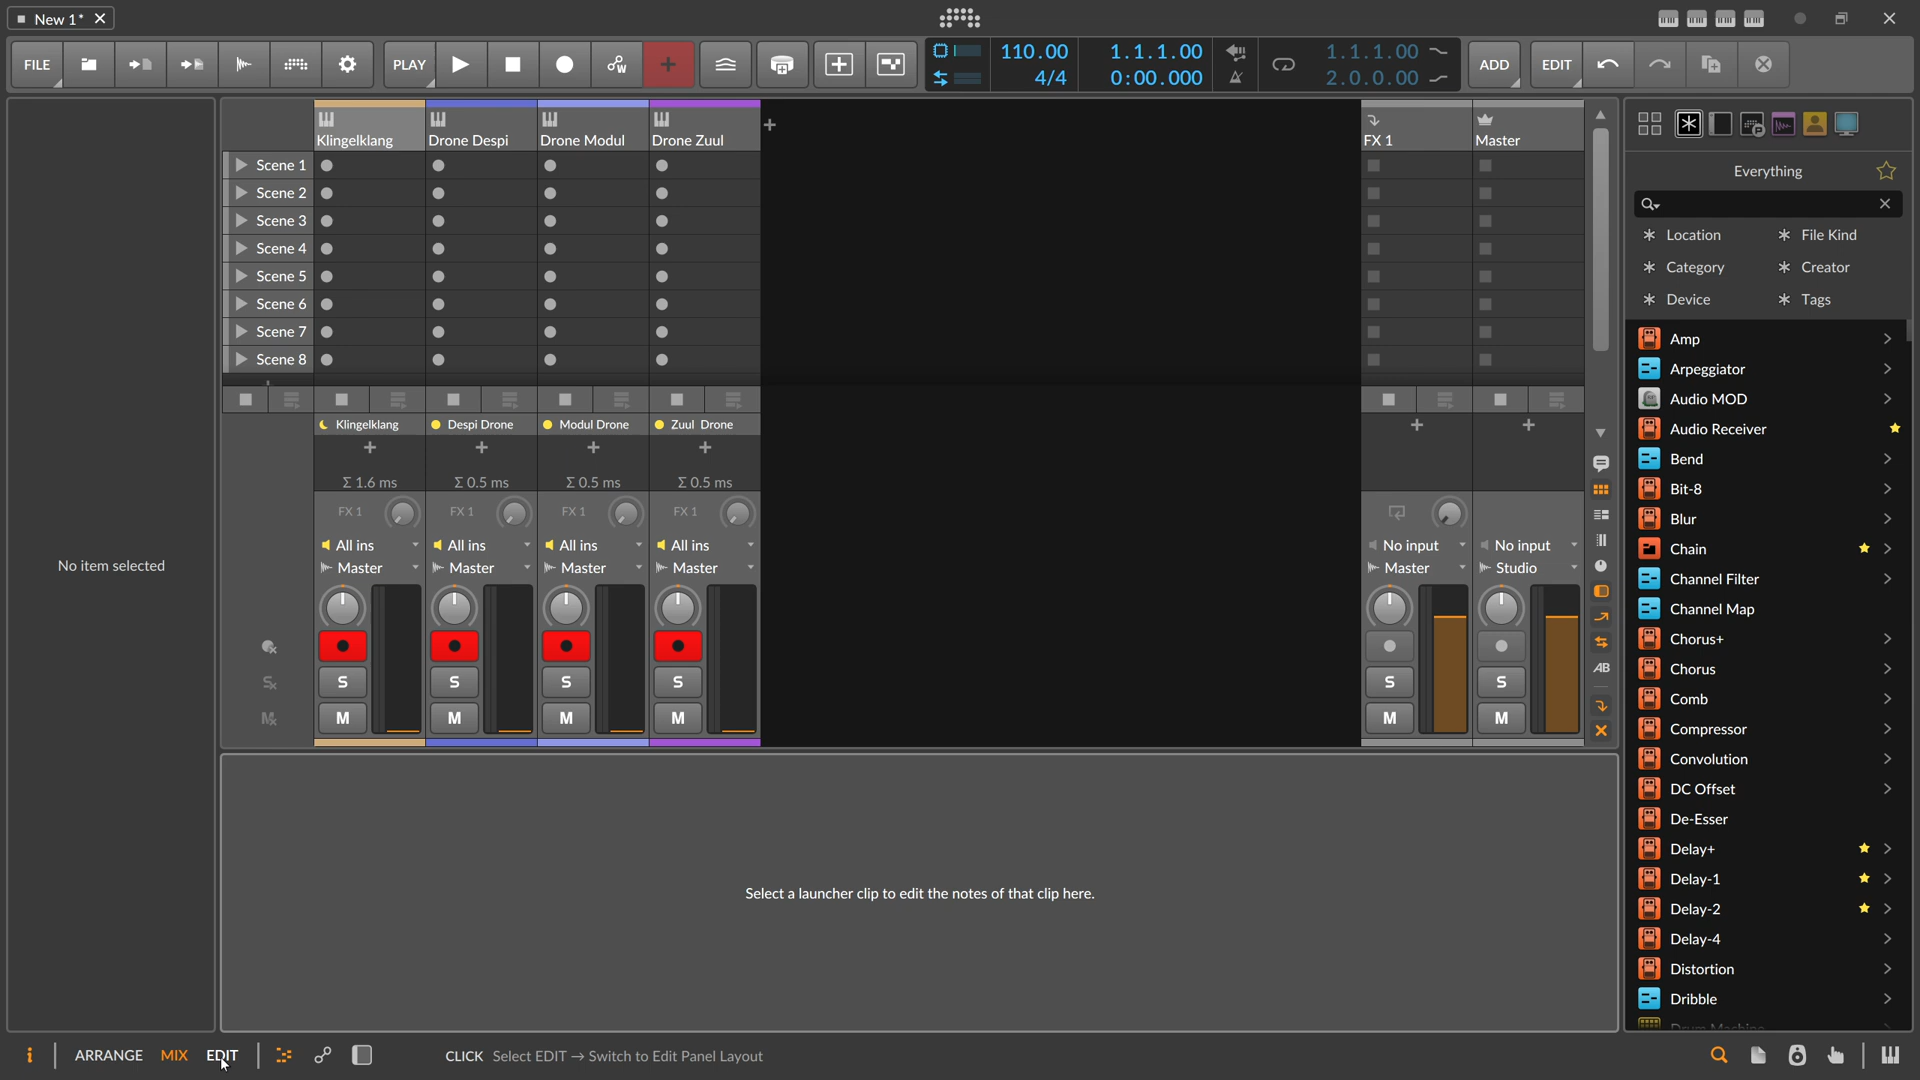 New 1*
FILE
PLAY
110.00
4/4
1.1.1.00
0:00.000
1.1.1.00
2.0.0.00
ADD
EDIT
Klingelklang
Drone Despi
Drone Modul
Drone Zuul
FX 1
Master
Scene 1
Scene 2
Scene 3
Scene 4
Scene 5
Scene 6
Scene 7
Scene 8
Klingelklang
Despi Drone
Modul Drone
Zuul Drone
Σ 1.6 ms
Σ 0.5 ms
Σ 0.5 ms
Σ 0.5 ms
FX 1
FX 1
FX 1
FX 1
All ins
All ins
All ins
All ins
No input
No input
Master
Master
Master
Master
Master
Studio
S
S
S
S
S
S
M
M
M
M
M
M
AB
No item selected
Select a launcher clip to edit the notes of that clip here.
Everything
Location
File Kind
Category
Creator
Device
Tags
Amp
Arpeggiator
Audio MOD
Audio Receiver
Bend
Bit-8
Blur
Chain
Channel Filter
Channel Map
Chorus+
Chorus
Comb
Compressor
Convolution
DC Offset
De-Esser
Delay+
Delay-1
Delay-2
Delay-4
Distortion
Dribble
Drum Machine
ARRANGE
MIX
EDIT
CLICK Select EDIT → Switch to Edit Panel Layout